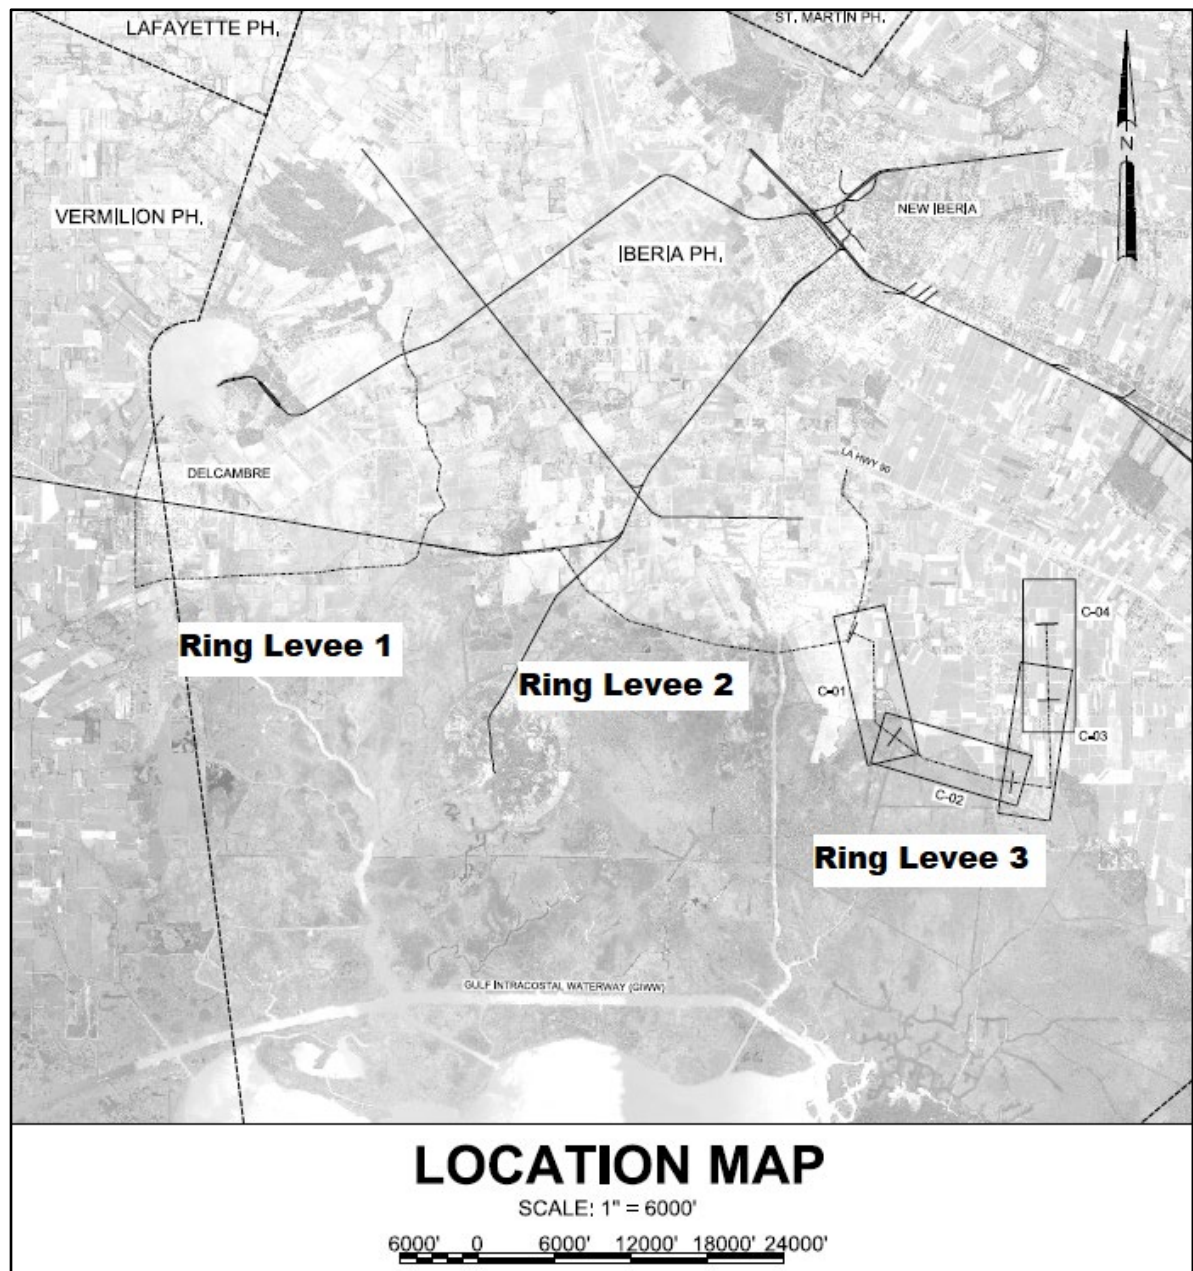 LAFAYETTE PH.
ST. MARTIN PH.
N
VERMILION PH.
NEW IBERIA
IBERIA PH.
DELCAMBRE
LA HWY 90
C-04
Ring Levee 1
Ring Levee 2
C-01
C-03
C-02
Ring Levee 3
GULF INTRACOSTAL WATERWAY (GIWW)
LOCATION MAP
SCALE: 1" = 6000'
6000' 0 6000' 12000' 18000' 24000'